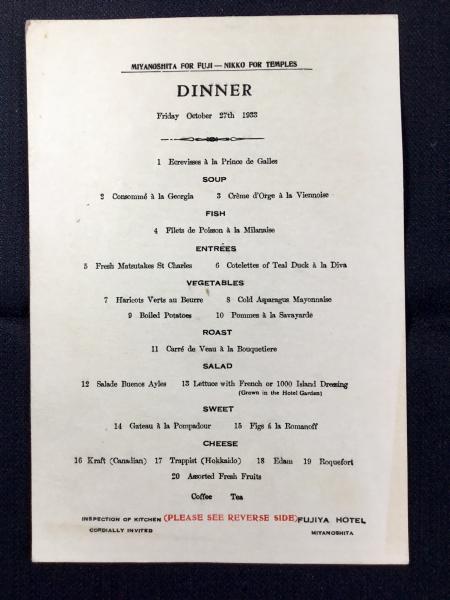 MIYANOSHITA FOR FUJI — NIKKO FOR TEMPLES
DINNER
Friday October 27th 1933
1 Ecrevisses à la Prince de Galles
SOUP
2 Consommé à la Georgia 3 Crême d'Orge à la Viennoise
FISH
4 Filets de Poisson à la Milanaise
ENTRÉES
5 Fresh Matsutakes St Charles 6 Cotelettes of Teal Duck à la Diva
VEGETABLES
7 Haricots Verts au Beurre 8 Cold Asparagus Mayonnaise
9 Boiled Potatoes 10 Pommes à la Savayarde
ROAST
11 Carré de Veau à la Bouquetiere
SALAD
12 Salade Buenos Ayles 13 Lettuce with French or 1000 Island Dressing
(Grown in the Hotel Garden)
SWEET
14 Gateau à la Pompadour 15 Figs á la Romanoff
CHEESE
16 Kraft (Canadian) 17 Trappist (Hokkaido) 18 Edam 19 Roquefort
20 Assorted Fresh Fruits
Coffee Tea
INSPECTION OF KITCHEN (PLEASE SEE REVERSE SIDE) FUJIYA HOTEL
CORDIALLY INVITED MIYANOSHITA